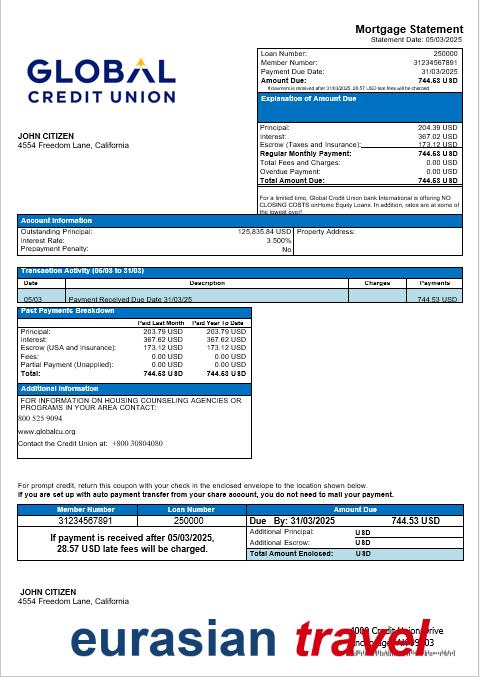 Mortgage Statement
Statement Date: 05/03/2025
GLOBAL
CREDIT UNION
Loan Number: 250000
Member Number: 31234567891
Payment Due Date: 31/03/2025
Amount Due: 744.53 USD
If payment is received after 31/03/2025, 28.57 USD late fees will be charged.
Explanation of Amount Due
JOHN CITIZEN
4554 Freedom Lane, California
Principal: 204.39 USD
Interest: 367.02 USD
Escrow (Taxes and Insurance): 173.12 USD
Regular Monthly Payment: 744.53 USD
Total Fees and Charges: 0.00 USD
Overdue Payment: 0.00 USD
Total Amount Due: 744.53 USD
For a limited time, Global Credit Union bank International is offering NO
CLOSING COSTS onHome Equity Loans. In addition, rates are at some of
the lowest ever!
Account Information
Outstanding Principal: 125,835.84 USD Property Address:
Interest Rate: 3.500%
Prepayment Penalty: No
Transaction Activity (05/03 to 31/03)
Date Description Charges Payments
05/03 Payment Received Due Date 31/03/25 744.53 USD
Past Payments Breakdown
Paid Last Month Paid Year To Date
Principal: 203.79 USD 203.79 USD
Interest: 367.62 USD 367.62 USD
Escrow (USA and Insurance): 173.12 USD 173.12 USD
Fees: 0.00 USD 0.00 USD
Partial Payment (Unapplied): 0.00 USD 0.00 USD
Total: 744.53 USD 744.53 USD
Additional Information
FOR INFORMATION ON HOUSING COUNSELING AGENCIES OR
PROGRAMS IN YOUR AREA CONTACT:
800 525 9094
www.globalcu.org
Contact the Credit Union at: +800 30804080
For prompt credit, return this coupon with your check in the enclosed envelope to the location shown below.
If you are set up with auto payment transfer from your share account, you do not need to mail your payment.
Member Number Loan Number Amount Due
31234567891 250000 Due By: 31/03/2025 744.53 USD
If payment is received after 05/03/2025,
28.57 USD late fees will be charged.
Additional Principal: USD
Additional Escrow: USD
Total Amount Enclosed: USD
JOHN CITIZEN
4554 Freedom Lane, California
eurasian travel
Credit Union Drive